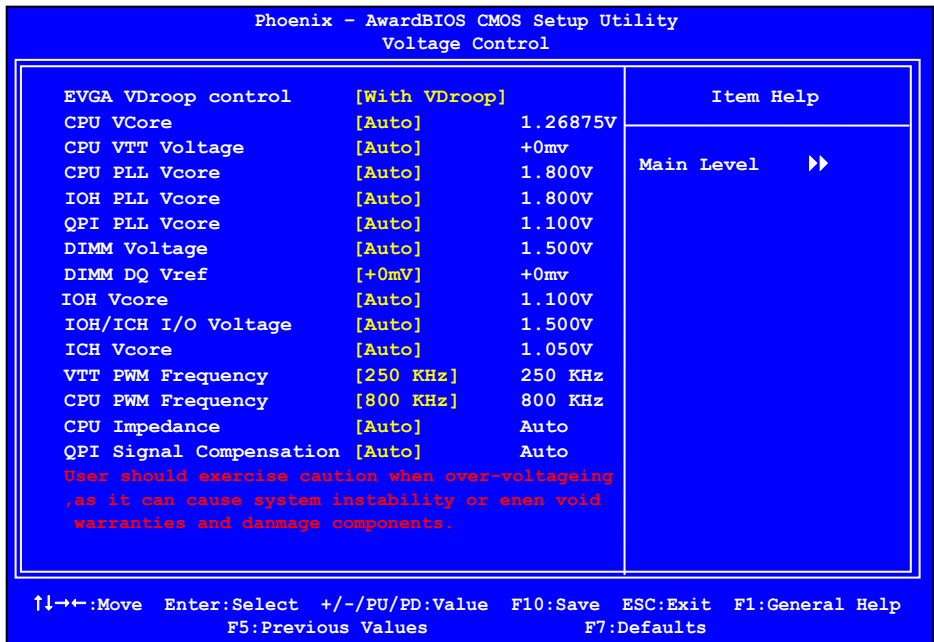 Phoenix – AwardBIOS CMOS Setup Utility
Voltage Control
EVGA VDroop control [With VDroop]
CPU VCore [Auto] 1.26875V
CPU VTT Voltage [Auto] +0mv
CPU PLL Vcore [Auto] 1.800V
IOH PLL Vcore [Auto] 1.800V
QPI PLL Vcore [Auto] 1.100V
DIMM Voltage [Auto] 1.500V
DIMM DQ Vref [+0mV] +0mv
IOH Vcore [Auto] 1.100V
IOH/ICH I/O Voltage [Auto] 1.500V
ICH Vcore [Auto] 1.050V
VTT PWM Frequency [250 KHz] 250 KHz
CPU PWM Frequency [800 KHz] 800 KHz
CPU Impedance [Auto] Auto
QPI Signal Compensation [Auto] Auto
User should exercise caution when over-voltageing
,as it can cause system instability or enen void
warranties and danmage components.
Item Help
Main Level
↑↓→←:Move Enter:Select +/-/PU/PD:Value F10:Save ESC:Exit F1:General Help
F5:Previous Values F7:Defaults